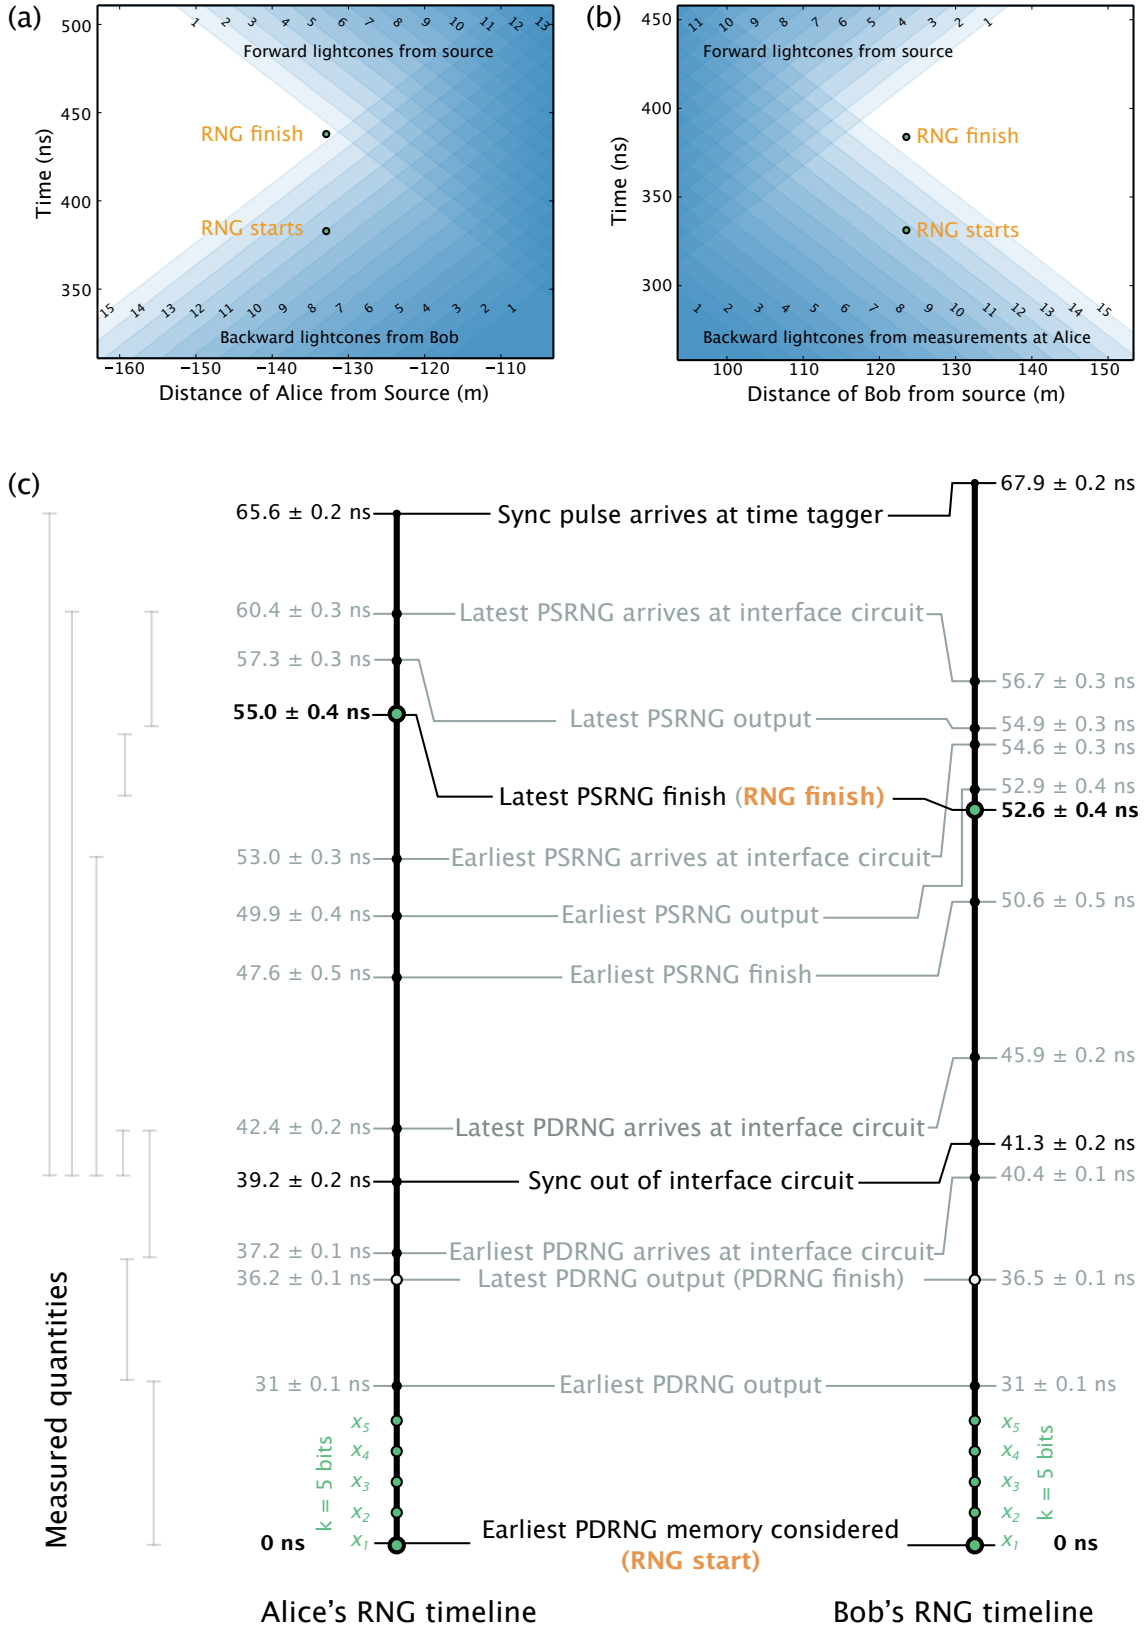 (a)
510
450
400
350
Time (ns)
1 2 3 4 5 6 7 8 9 10 11 12 13
Forward lightcones from source
RNG finish
RNG starts
15 14 13 12 11 10 9 8 7 6 5 4 3 2 1
Backward lightcones from Bob
−160 −150 −140 −130 −120 −110
Distance of Alice from Source (m)
(b)
450
400
350
300
Time (ns)
11 10 9 8 7 6 5 4 3 2 1
Forward lightcones from source
RNG finish
RNG starts
1 2 3 4 5 6 7 8 9 10 11 12 13 14 15
Backward lightcones from measurements at Alice
100 110 120 130 140 150
Distance of Bob from source (m)
(c)
65.6 ± 0.2 ns Sync pulse arrives at time tagger 67.9 ± 0.2 ns
60.4 ± 0.3 ns Latest PSRNG arrives at interface circuit 56.7 ± 0.3 ns
57.3 ± 0.3 ns Latest PSRNG output 54.9 ± 0.3 ns
55.0 ± 0.4 ns Latest PSRNG finish (RNG finish) 52.6 ± 0.4 ns
53.0 ± 0.3 ns Earliest PSRNG arrives at interface circuit 54.6 ± 0.3 ns
49.9 ± 0.4 ns Earliest PSRNG output 52.9 ± 0.4 ns
47.6 ± 0.5 ns Earliest PSRNG finish 50.6 ± 0.5 ns
42.4 ± 0.2 ns Latest PDRNG arrives at interface circuit 45.9 ± 0.2 ns
39.2 ± 0.2 ns Sync out of interface circuit 41.3 ± 0.2 ns
37.2 ± 0.1 ns Earliest PDRNG arrives at interface circuit 40.4 ± 0.1 ns
36.2 ± 0.1 ns Latest PDRNG output (PDRNG finish) 36.5 ± 0.1 ns
31 ± 0.1 ns Earliest PDRNG output 31 ± 0.1 ns
x5 x5
x4 x4
x3 x3
x2 x2
k = 5 bits k = 5 bits
0 ns x1 Earliest PDRNG memory considered x1 0 ns
(RNG start)
Measured quantities
Alice's RNG timeline
Bob's RNG timeline